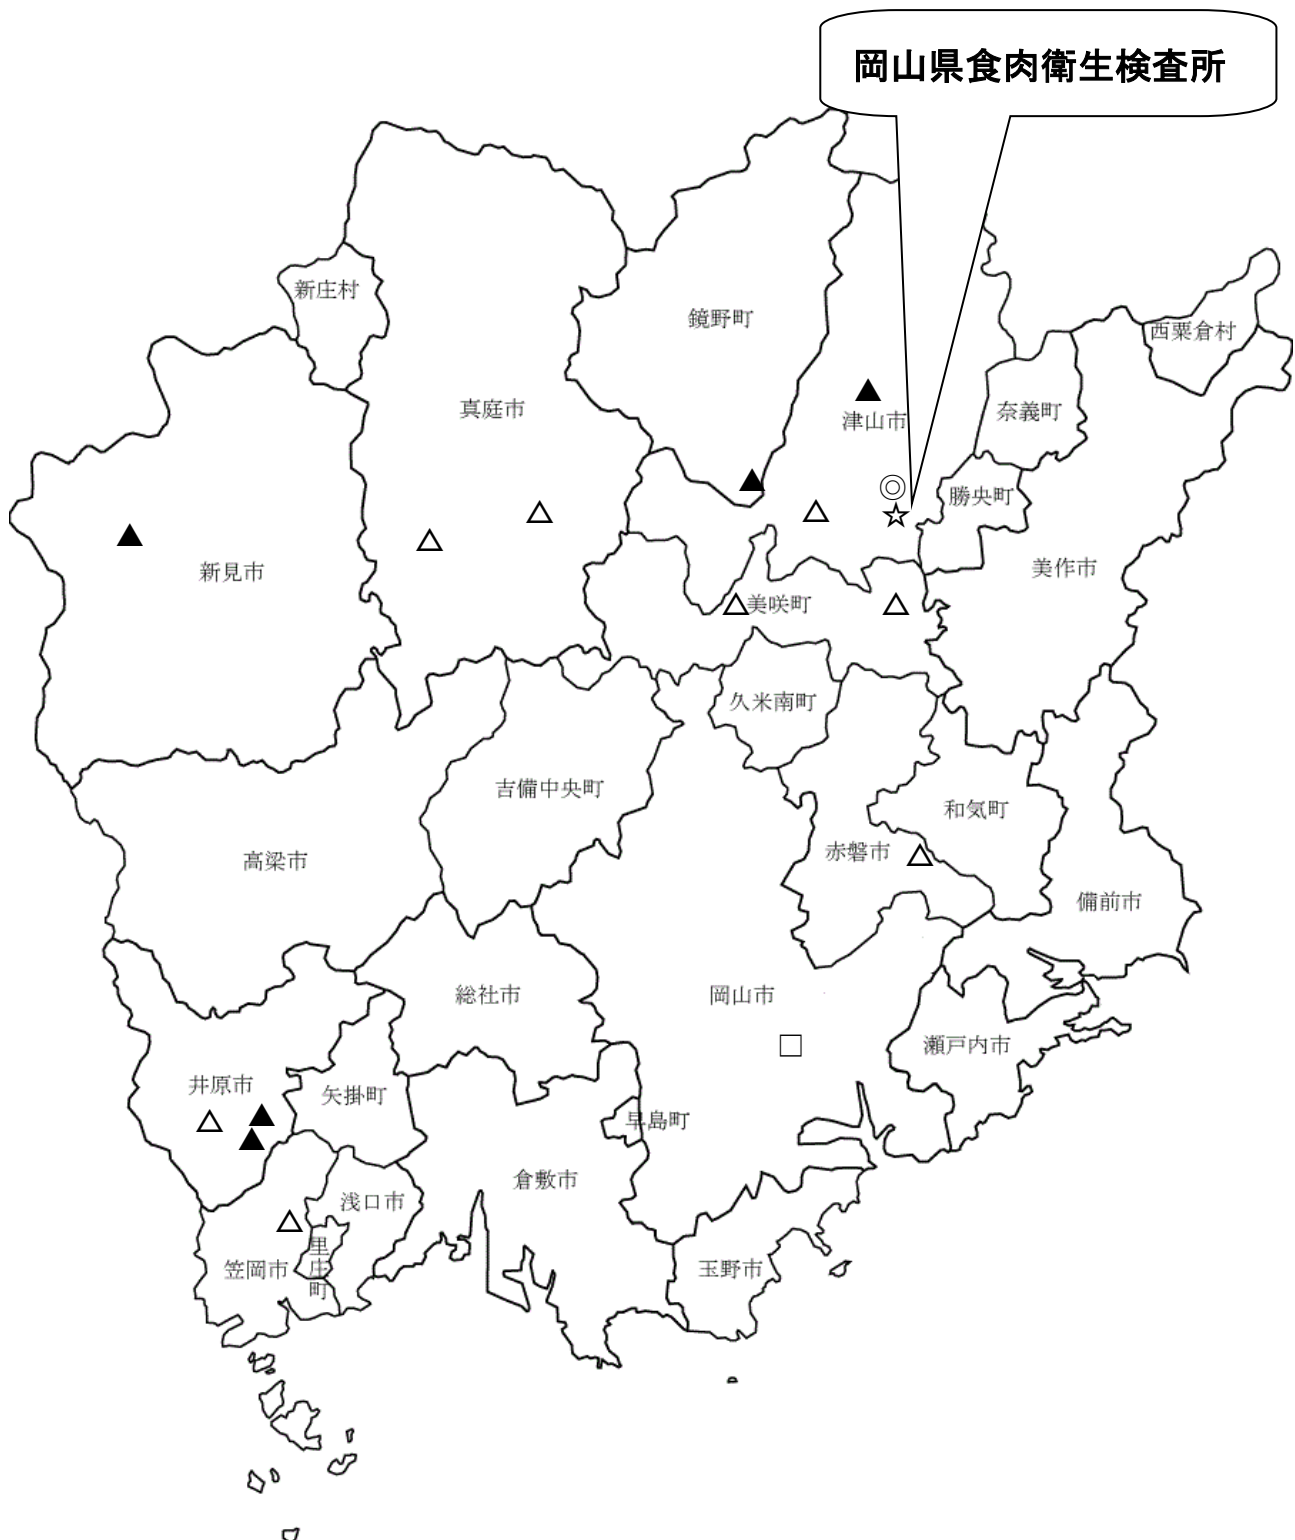 岡山県食肉衛生検査所
新庄村
鏡野町
西粟倉村
真庭市
津山市
奈義町
勝央町
新見市
美作市
美咲町
久米南町
吉備中央町
和気町
高梁市
赤磐市
備前市
総社市
岡山市
瀬戸内市
井原市
矢掛町
早島町
倉敷市
浅口市
里庄町
笠岡市
玉野市